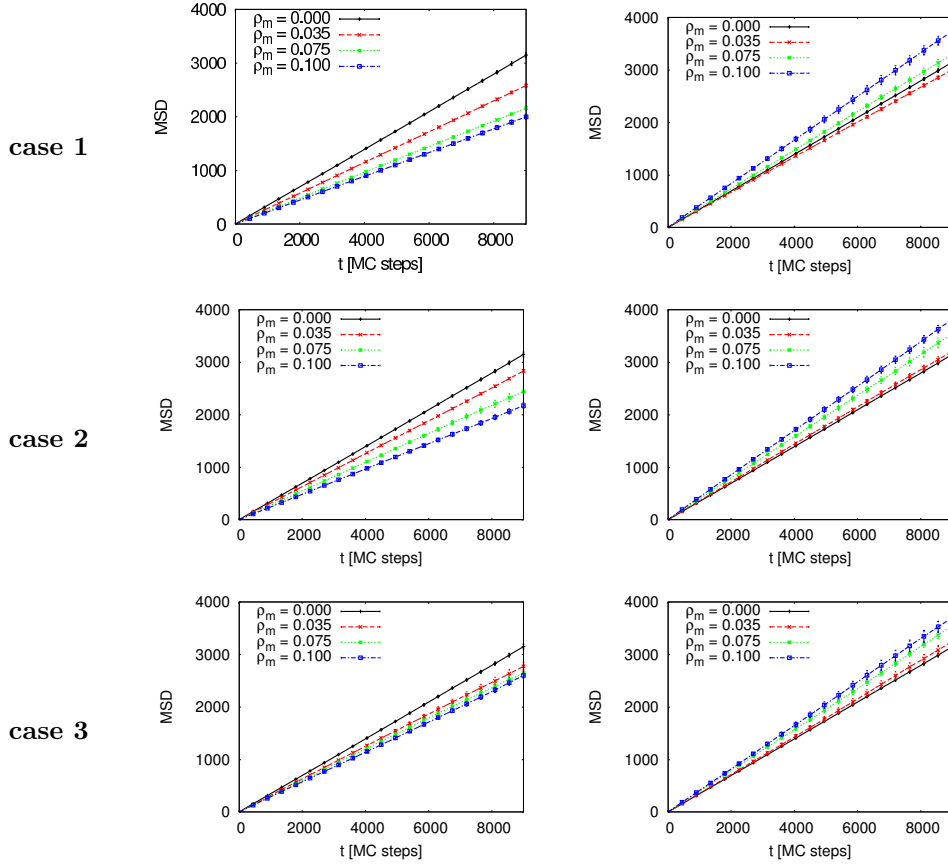 case 1
MSD
4000
3000
2000
1000
0
ρm = 0.000
ρm = 0.035
ρm = 0.075
ρm = 0.100
0 2000 4000 6000 8000
t [MC steps]
MSD
4000
3000
2000
1000
0
ρm = 0.000
ρm = 0.035
ρm = 0.075
ρm = 0.100
0 2000 4000 6000 8000
t [MC steps]
case 2
MSD
4000
3000
2000
1000
0
ρm = 0.000
ρm = 0.035
ρm = 0.075
ρm = 0.100
0 2000 4000 6000 8000
t [MC steps]
MSD
4000
3000
2000
1000
0
ρm = 0.000
ρm = 0.035
ρm = 0.075
ρm = 0.100
0 2000 4000 6000 8000
t [MC steps]
case 3
MSD
4000
3000
2000
1000
0
ρm = 0.000
ρm = 0.035
ρm = 0.075
ρm = 0.100
0 2000 4000 6000 8000
t [MC steps]
MSD
4000
3000
2000
1000
0
ρm = 0.000
ρm = 0.035
ρm = 0.075
ρm = 0.100
0 2000 4000 6000 8000
t [MC steps]